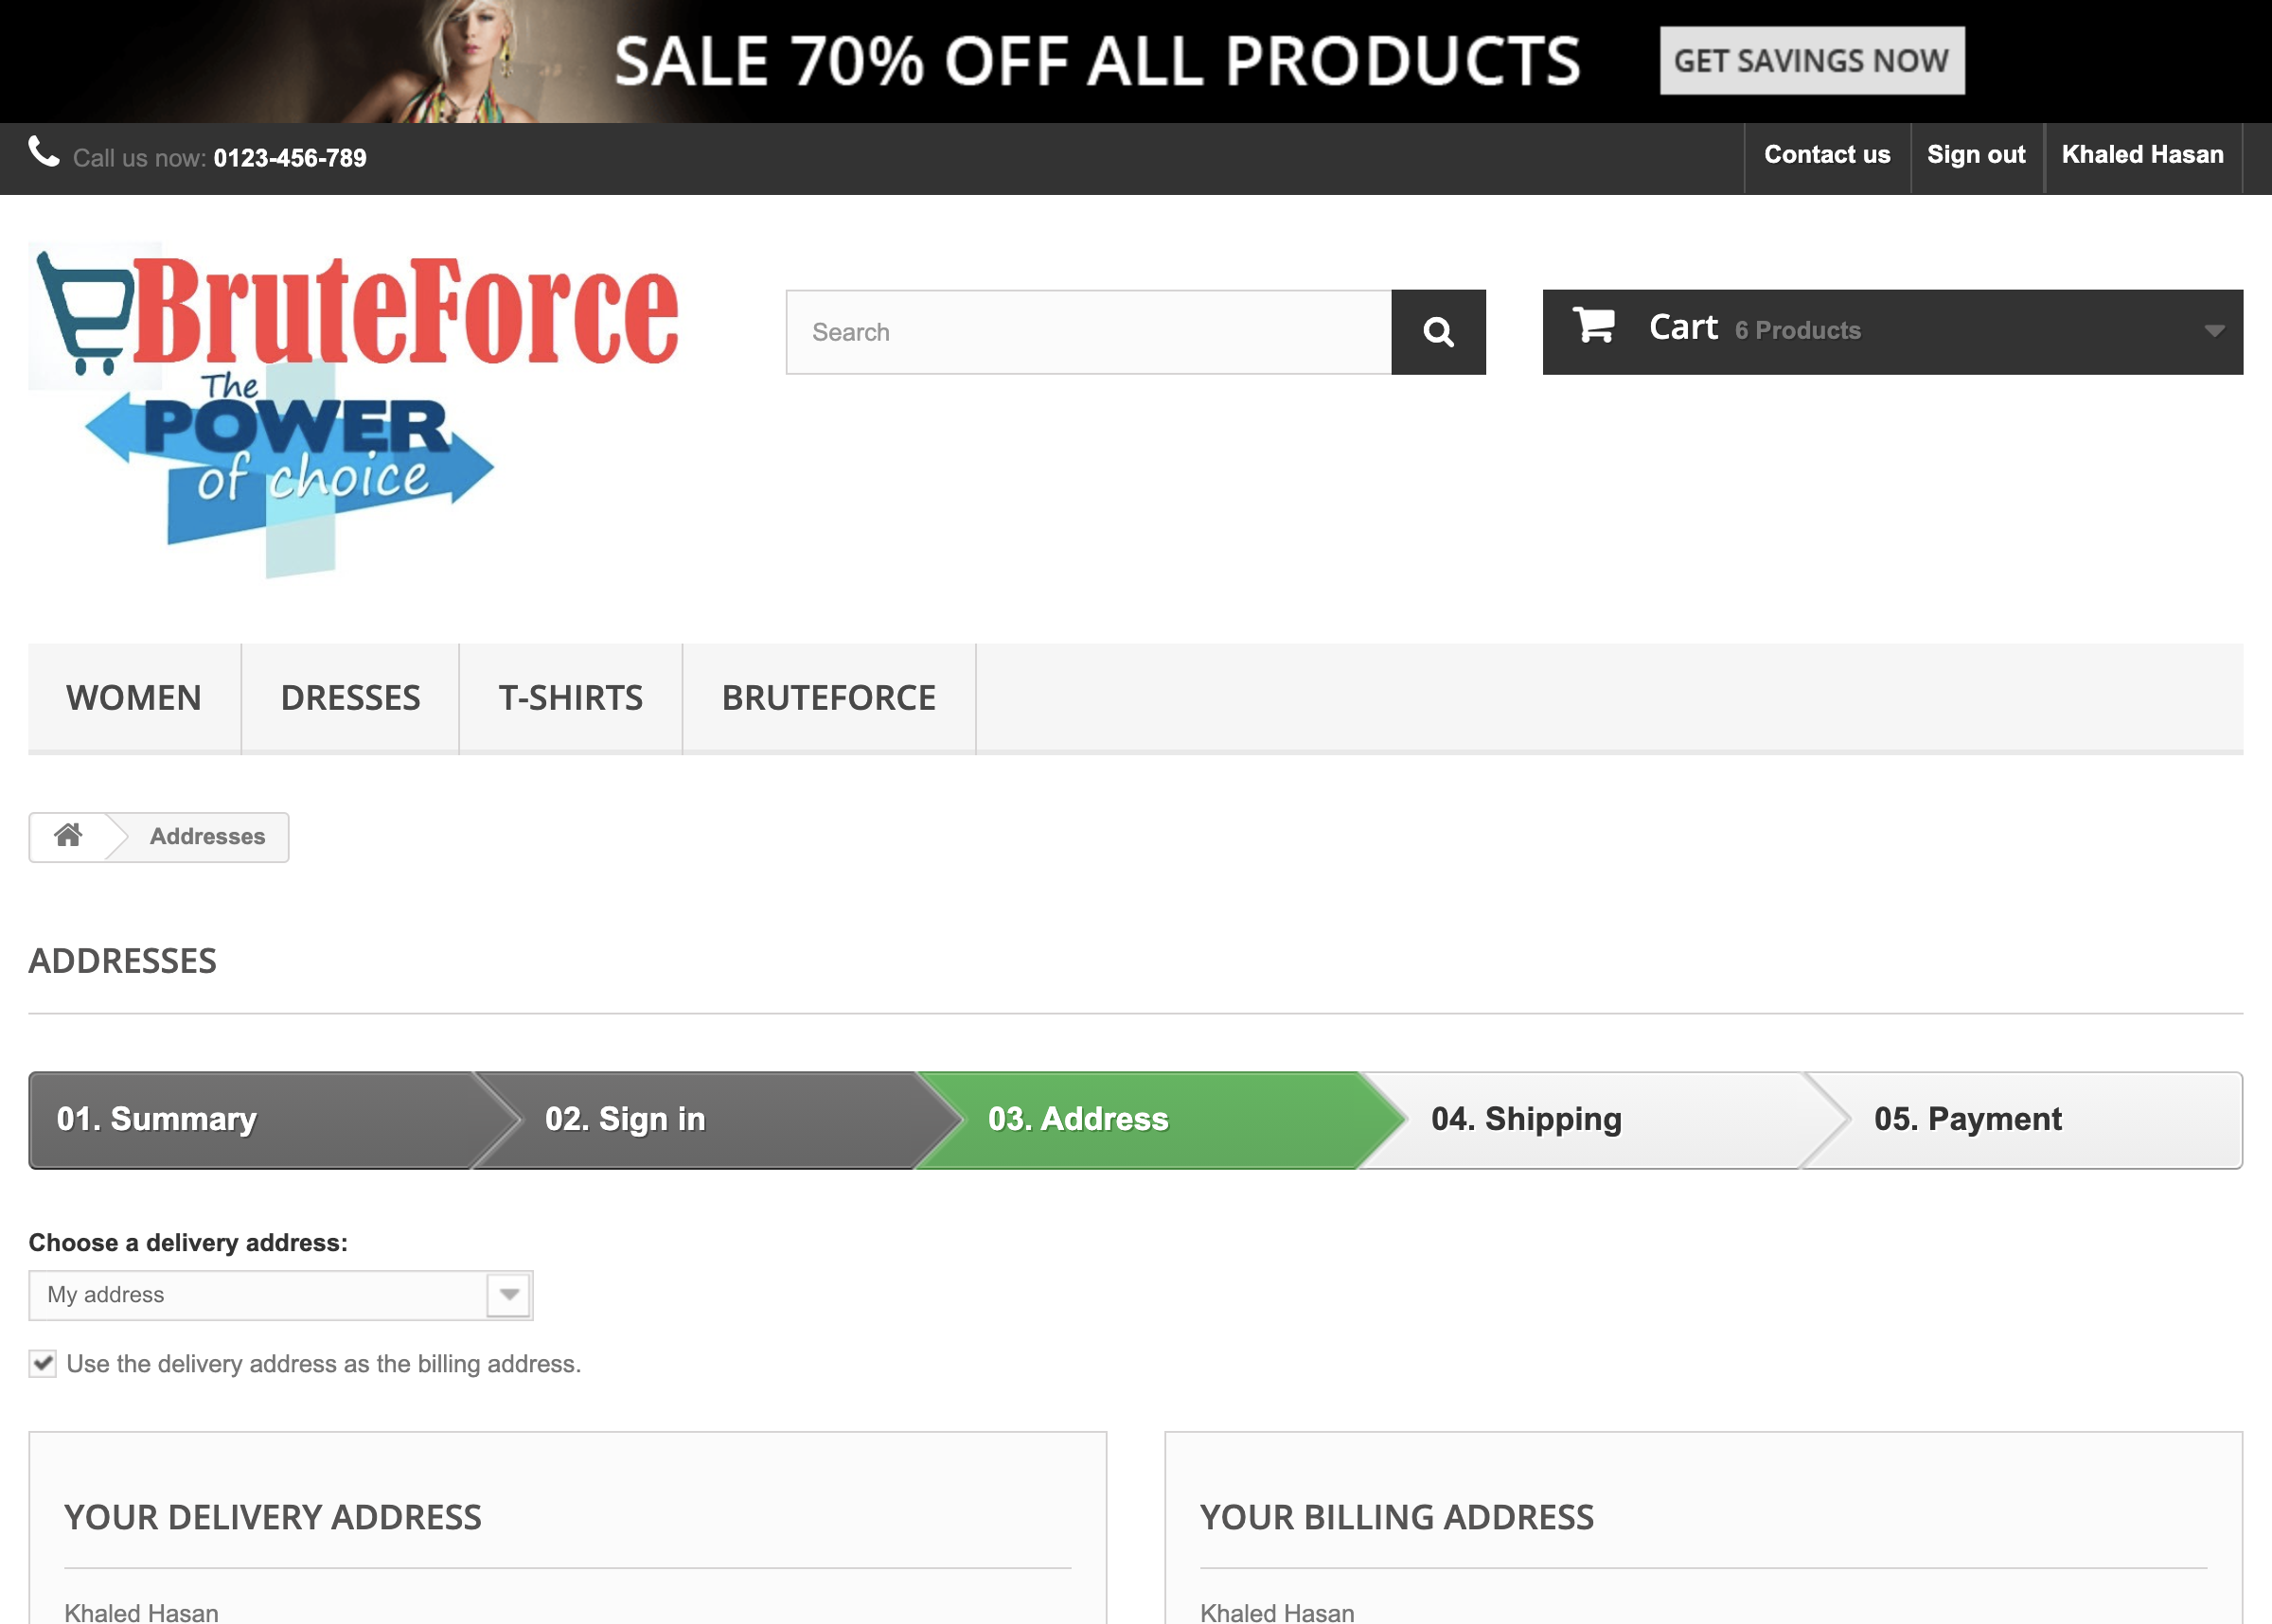 SALE 70% OFF ALL PRODUCTS GET SAVINGS NOW
Call us now: 0123-456-789 Contact us Sign out Khaled Hasan
BruteForce
The
POWER
of choice
Search
Cart 6 Products
WOMEN DRESSES T-SHIRTS BRUTEFORCE
Addresses
ADDRESSES
01. Summary 02. Sign in 03. Address 04. Shipping 05. Payment
Choose a delivery address:
My address
Use the delivery address as the billing address.
YOUR DELIVERY ADDRESS
Khaled Hasan
YOUR BILLING ADDRESS
Khaled Hasan